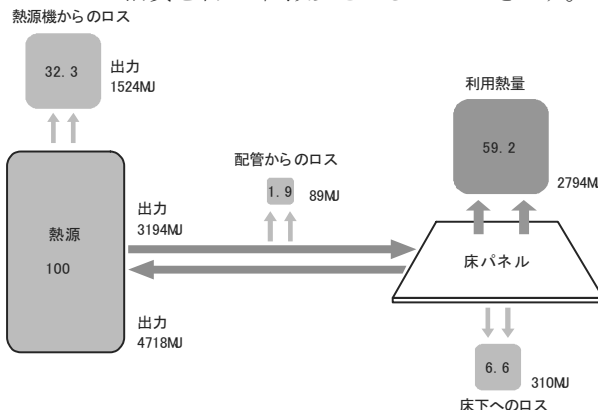 熱源機からのロス
32.3
出力
1524MJ
利用熱量
59.2
2794MJ
配管からのロス
1.9
89MJ
出力
3194MJ
熱源
100
床パネル
出力
4718MJ
6.6
310MJ
床下へのロス